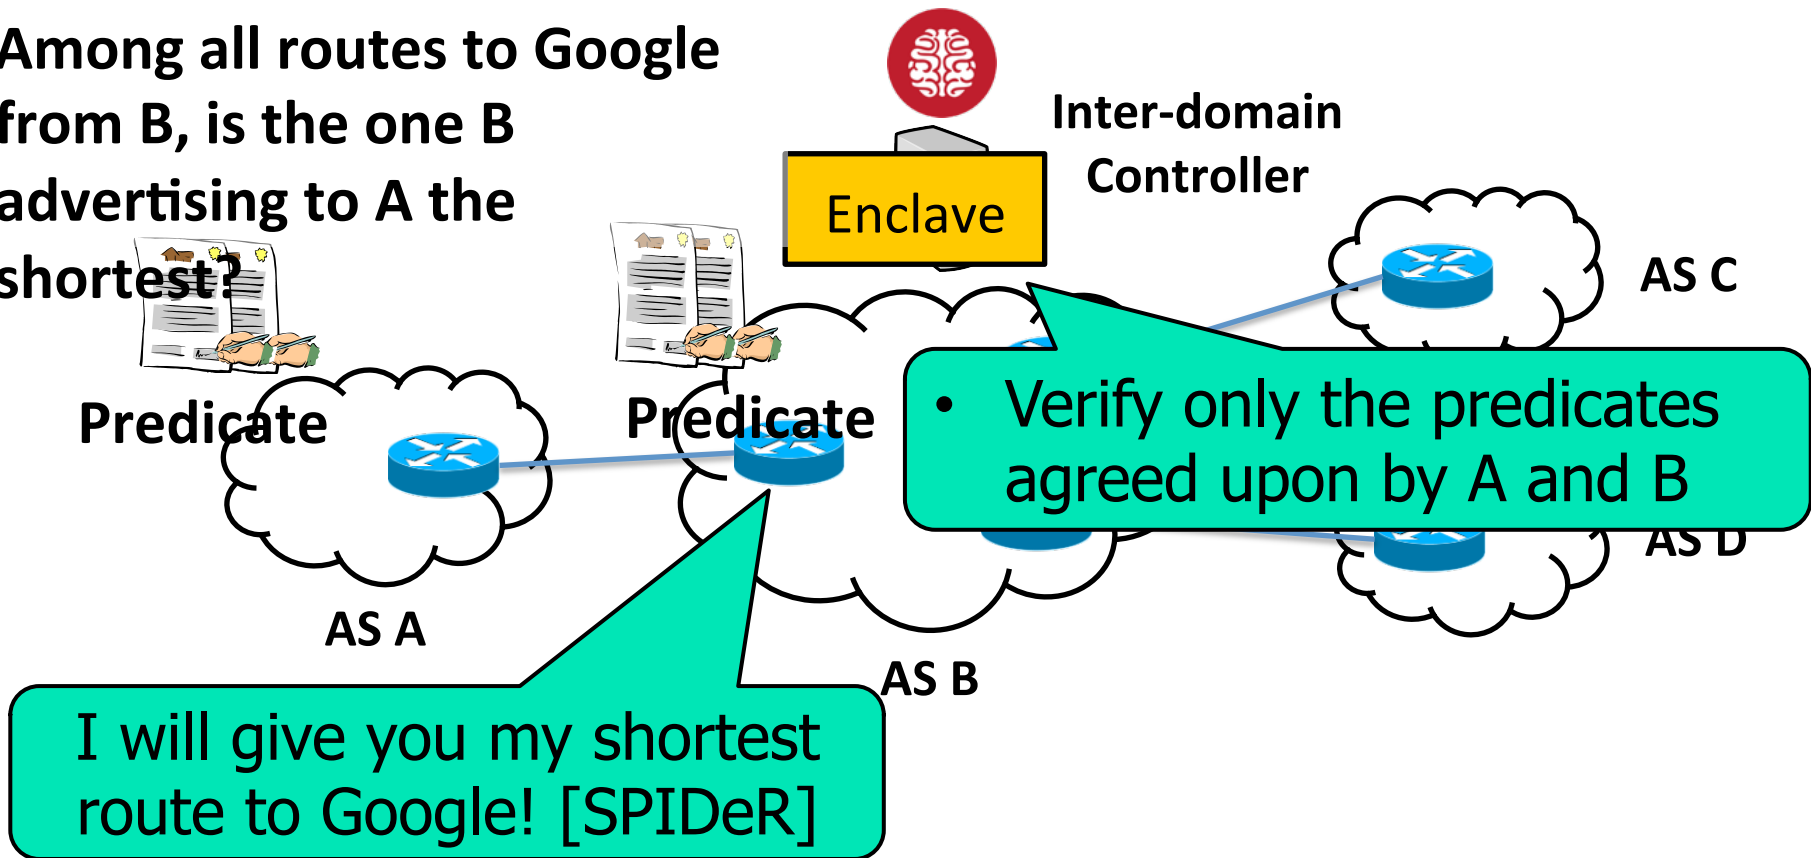 Among all routes to Google
from B, is the one B
advertising to A the
shortest?
Inter-domain
Controller
Enclave
AS C
Predicate
Predicate
• Verify only the predicates
agreed upon by A and B
AS D
AS A
AS B
I will give you my shortest
route to Google! [SPIDeR]